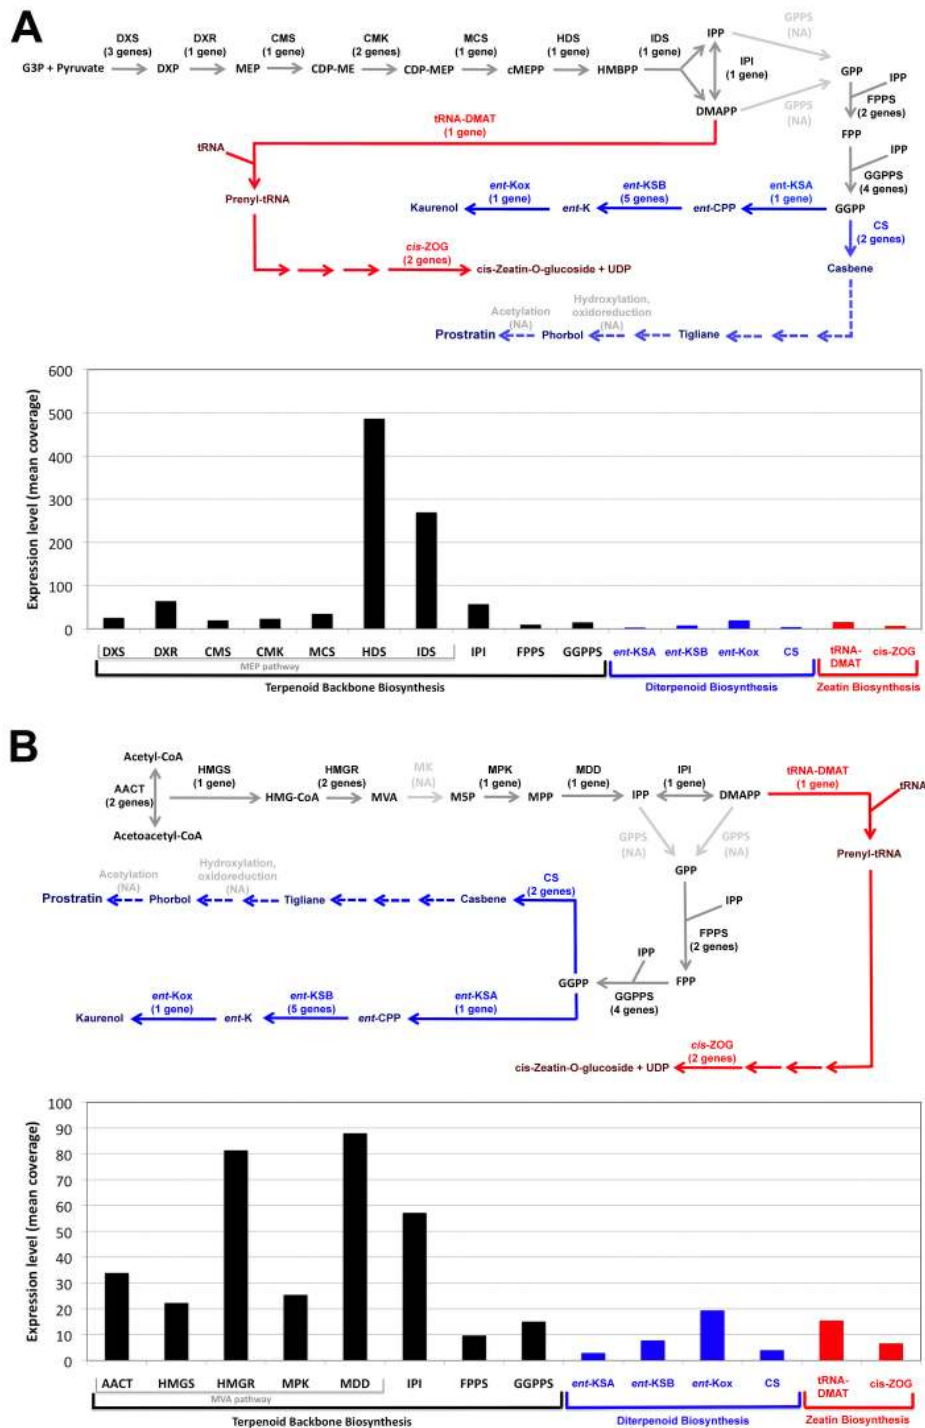 A
DXS DXR CMS CMK MCS HDS IDS IPP GPPS
(3 genes) (1 gene) (1 gene) (2 genes) (1 gene) (1 gene) (1 gene) (NA)
G3P + Pyruvate DXP MEP CDP-ME CDP-MEP cMEPP HMBPP IPI
(1 gene)
GPP IPP
DMAPP GPPS
(NA)
FPPS
(2 genes)
tRNA-DMAT
(1 gene)
tRNA
FPP IPP
Prenyl-tRNA
GGPPS
(4 genes)
ent-Kox ent-KSB ent-KSA
(1 gene) (5 genes) (1 gene)
Kaurenol ent-K ent-CPP GGPP
CS
(2 genes)
cis-ZOG
(2 genes)
cis-Zeatin-O-glucoside + UDP
Casbene
Acetylation Hydroxylation,
(NA) oxidoreduction
(NA)
Prostratin Phorbol Tigliane
Expression level (mean coverage)
600
500
400
300
200
100
0
DXS DXR CMS CMK MCS HDS IDS IPI FPPS GGPPS ent-KSA ent-KSB ent-Kox CS tRNA-DMAT cis-ZOG
MEP pathway
Terpenoid Backbone Biosynthesis Diterpenoid Biosynthesis Zeatin Biosynthesis
B
Acetyl-CoA
AACT
(2 genes)
HMGS HMGR MK MPK MDD IPI tRNA-DMAT
(1 gene) (2 genes) (NA) (1 gene) (1 gene) (1 gene) (1 gene)
tRNA
HMG-CoA MVA M5P MPP IPP DMAPP
Acetoacetyl-CoA
GPPS GPPS
(NA) (NA)
Prenyl-tRNA
GPP
Acetylation Hydroxylation,
(NA) oxidoreduction
(NA)
CS
(2 genes)
Prostratin Phorbol Tigliane Casbene
IPP
FPPS
(2 genes)
IPP
GGPP FPP
GGPPS
(4 genes)
ent-Kox ent-KSB ent-KSA
(1 gene) (5 genes) (1 gene)
Kaurenol ent-K ent-CPP
cis-ZOG
(2 genes)
cis-Zeatin-O-glucoside + UDP
Expression level (mean coverage)
100
90
80
70
60
50
40
30
20
10
0
AACT HMGS HMGR MPK MDD IPI FPPS GGPPS ent-KSA ent-KSB ent-Kox CS tRNA-DMAT cis-ZOG
MVA pathway
Terpenoid Backbone Biosynthesis Diterpenoid Biosynthesis Zeatin Biosynthesis